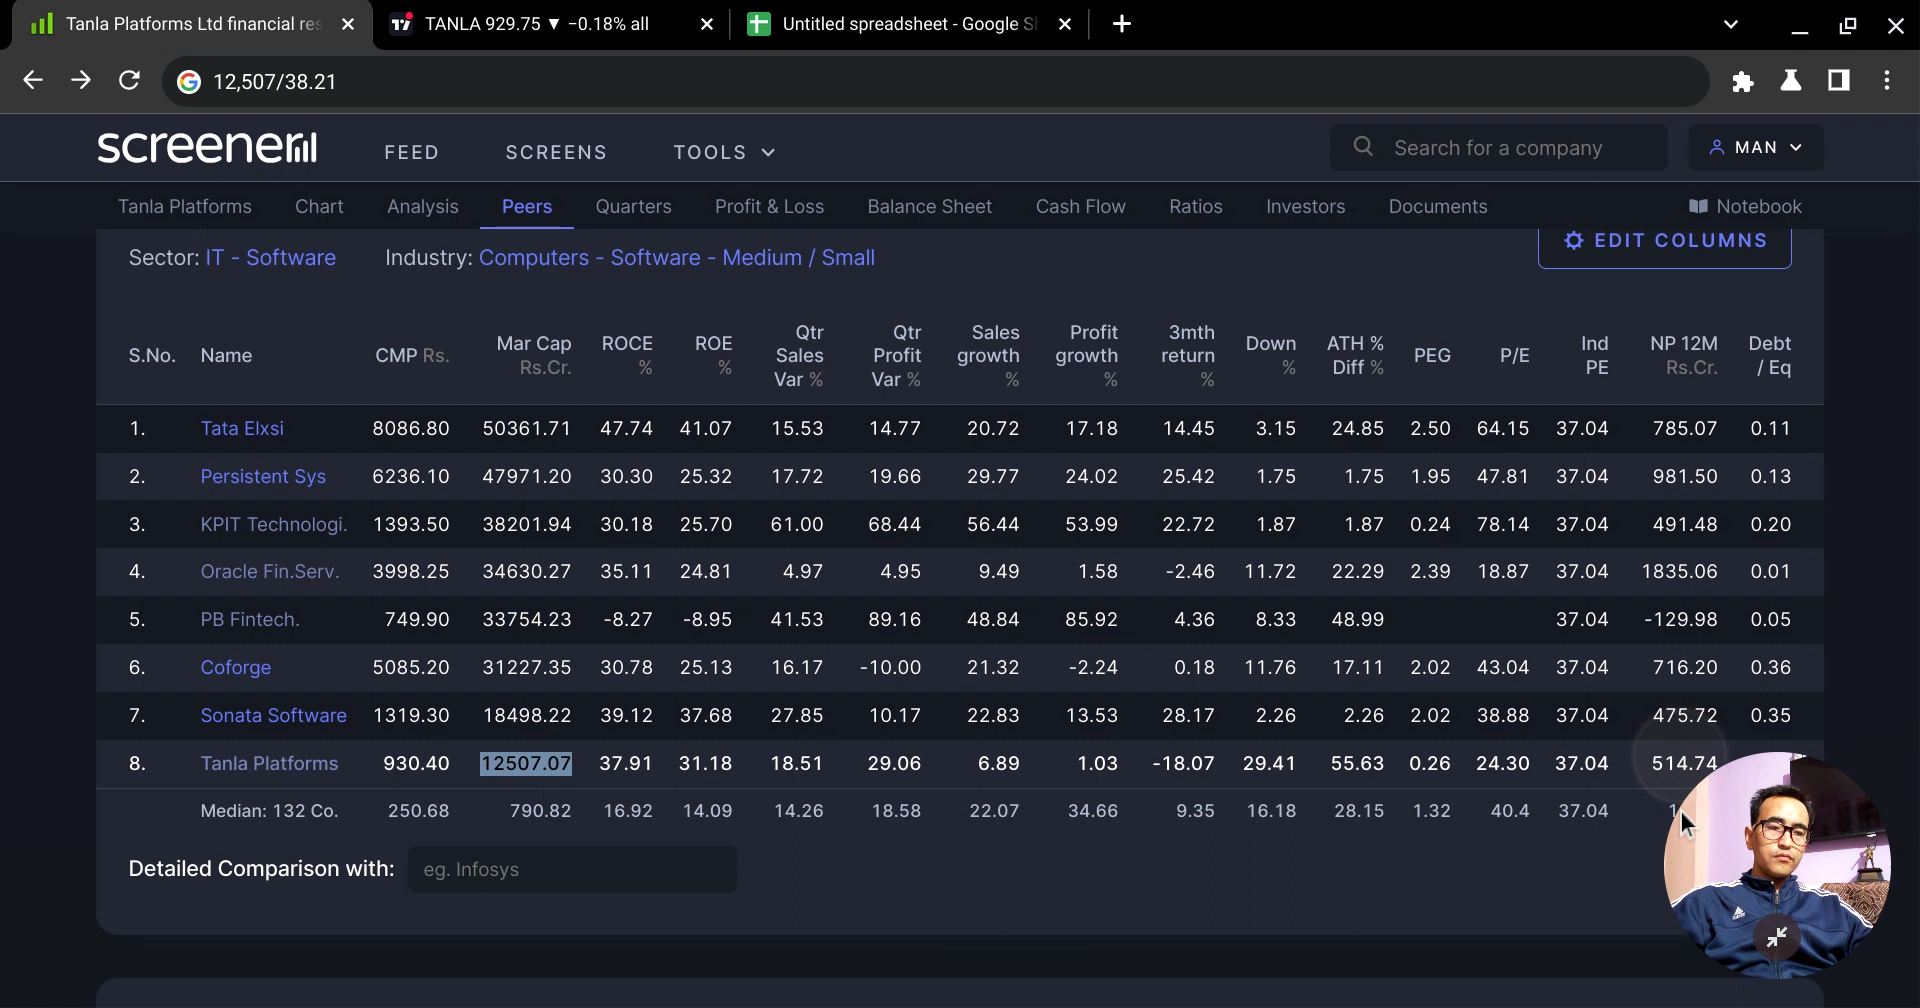 Tanla Platforms Ltd financial res
TANLA 929.75 ▼ −0.18% all
Untitled spreadsheet - Google Sh
12,507/38.21
screener
FEED
SCREENS
TOOLS
Search for a company
MAN
Tanla Platforms
Chart
Analysis
Peers
Quarters
Profit & Loss
Balance Sheet
Cash Flow
Ratios
Investors
Documents
Notebook
Sector: IT - Software
Industry: Computers - Software - Medium / Small
EDIT COLUMNS
S.No. Name CMP Rs. Mar Cap Rs.Cr. ROCE % ROE % Qtr Sales Var % Qtr Profit Var % Sales growth % Profit growth % 3mth return % Down % ATH % Diff % PEG P/E Ind PE NP 12M Rs.Cr. Debt / Eq
1. Tata Elxsi 8086.80 50361.71 47.74 41.07 15.53 14.77 20.72 17.18 14.45 3.15 24.85 2.50 64.15 37.04 785.07 0.11
2. Persistent Sys 6236.10 47971.20 30.30 25.32 17.72 19.66 29.77 24.02 25.42 1.75 1.75 1.95 47.81 37.04 981.50 0.13
3. KPIT Technologi. 1393.50 38201.94 30.18 25.70 61.00 68.44 56.44 53.99 22.72 1.87 1.87 0.24 78.14 37.04 491.48 0.20
4. Oracle Fin.Serv. 3998.25 34630.27 35.11 24.81 4.97 4.95 9.49 1.58 -2.46 11.72 22.29 2.39 18.87 37.04 1835.06 0.01
5. PB Fintech. 749.90 33754.23 -8.27 -8.95 41.53 89.16 48.84 85.92 4.36 8.33 48.99 37.04 -129.98 0.05
6. Coforge 5085.20 31227.35 30.78 25.13 16.17 -10.00 21.32 -2.24 0.18 11.76 17.11 2.02 43.04 37.04 716.20 0.36
7. Sonata Software 1319.30 18498.22 39.12 37.68 27.85 10.17 22.83 13.53 28.17 2.26 2.26 2.02 38.88 37.04 475.72 0.35
8. Tanla Platforms 930.40 12507.07 37.91 31.18 18.51 29.06 6.89 1.03 -18.07 29.41 55.63 0.26 24.30 37.04 514.74
Median: 132 Co. 250.68 790.82 16.92 14.09 14.26 18.58 22.07 34.66 9.35 16.18 28.15 1.32 40.4 37.04
Detailed Comparison with:
eg. Infosys